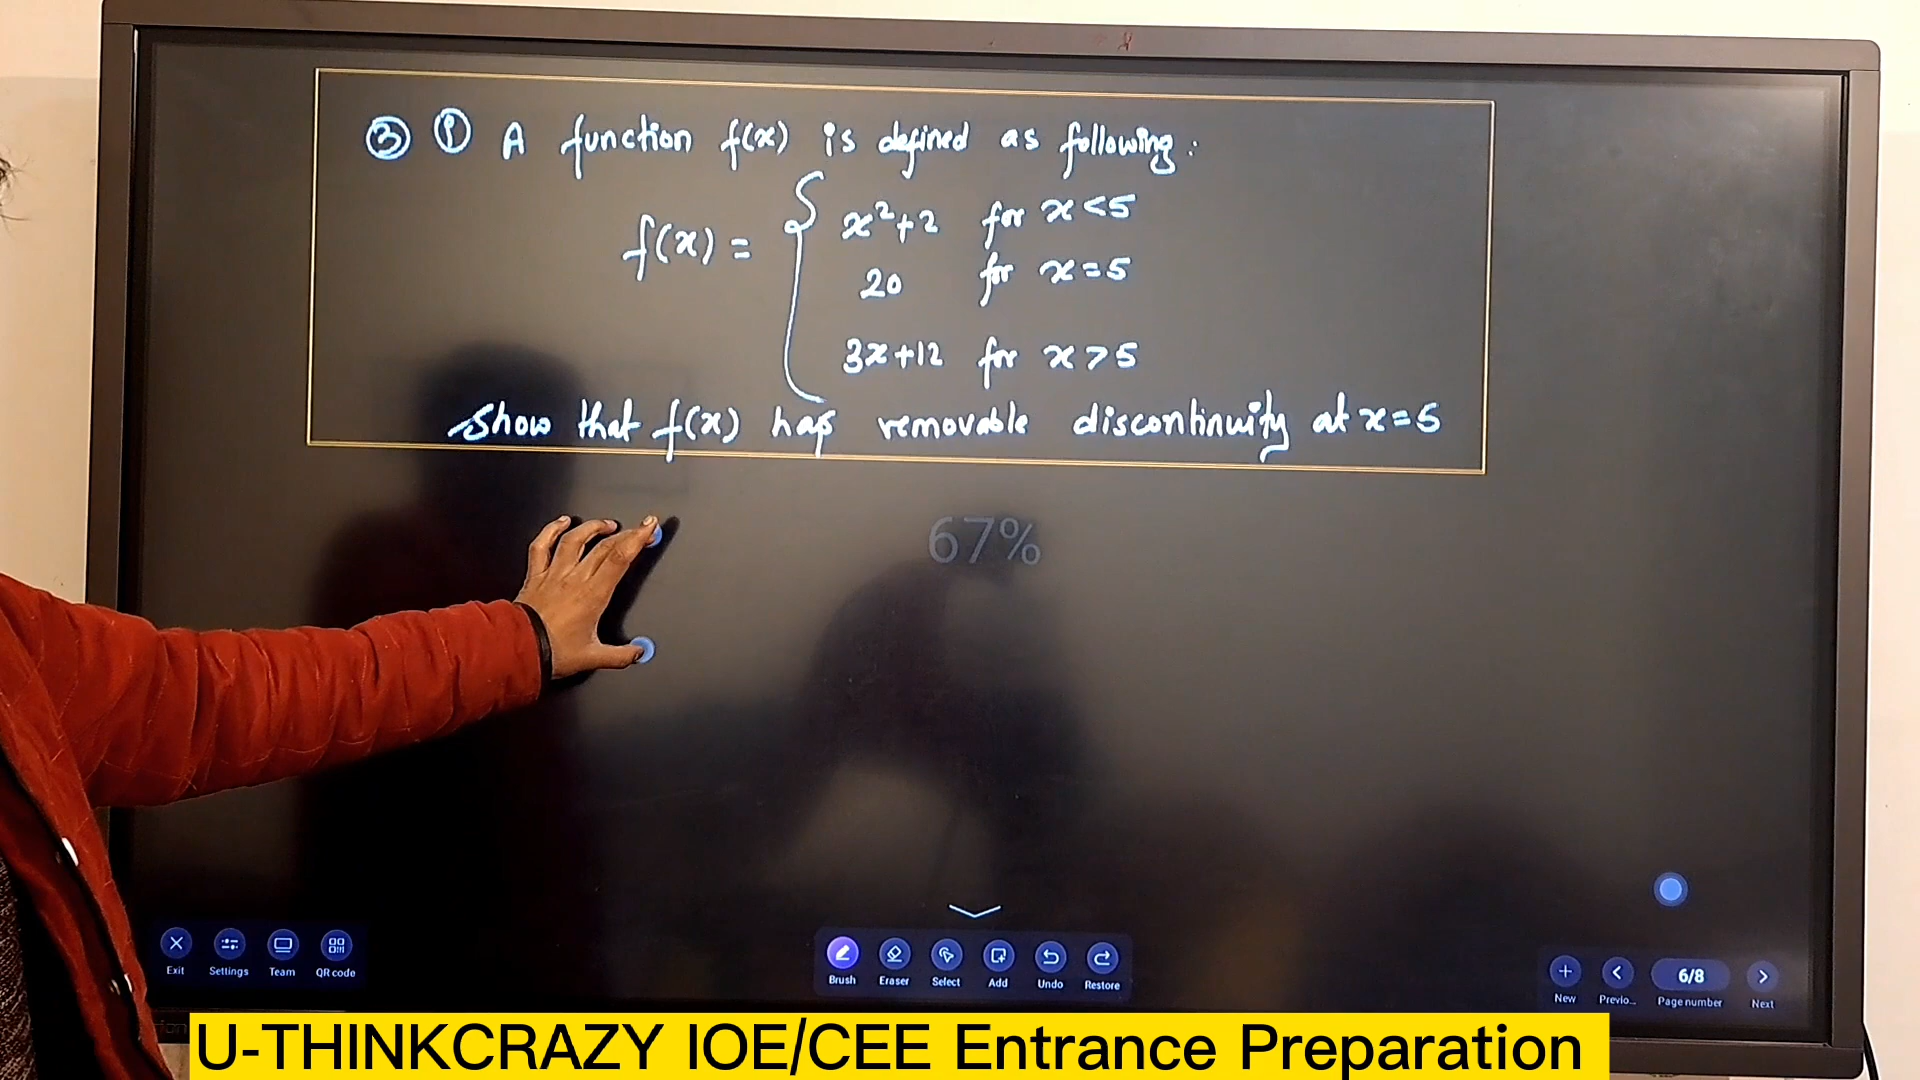 ③ ① A function f(x) is defined as following:
f(x) = { x²+2 for x<5
20 for x=5
3x+12 for x>5
Show that f(x) has removable discontinuity at x=5
67%
Exit Settings Team QR code
Brush Eraser Select Add Undo Restore
6/8
New Previo... Page number Next
U-THINKCRAZY IOE/CEE Entrance Preparation